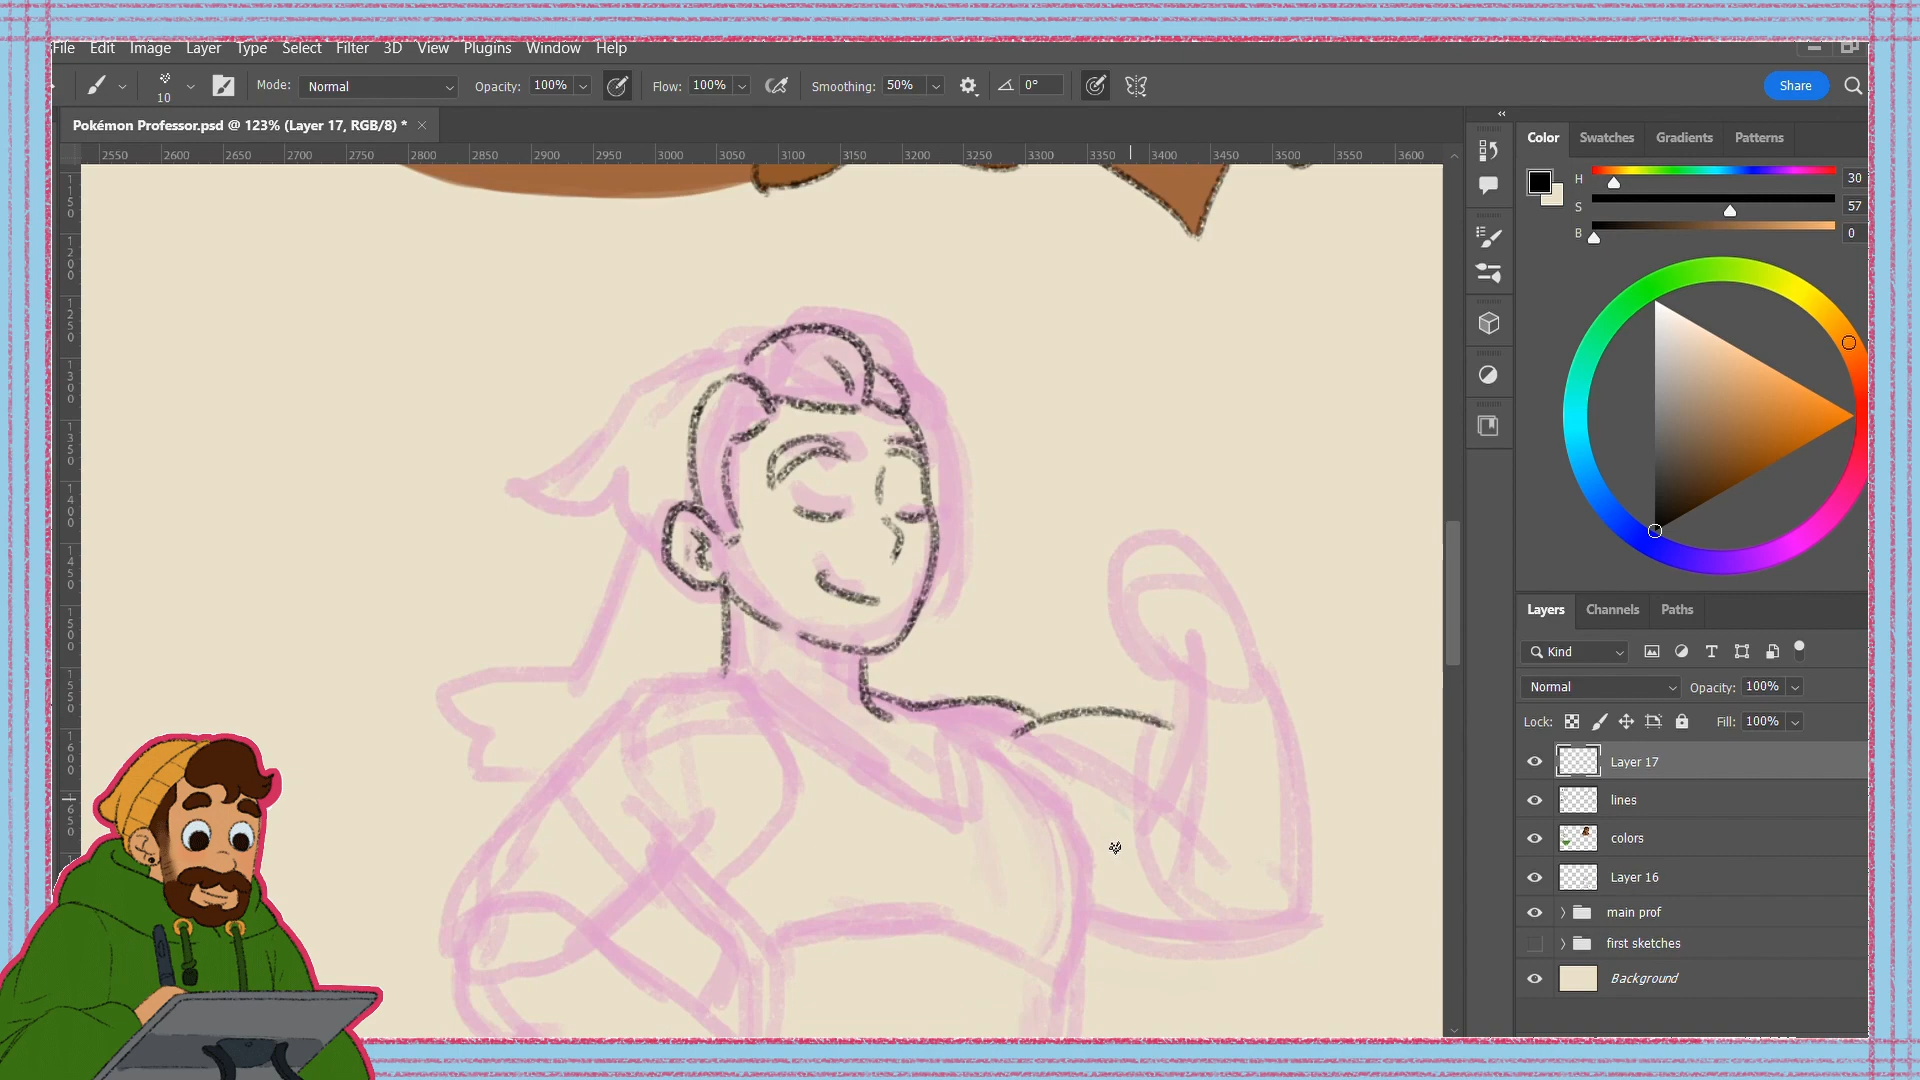 File Edit Image Layer Type Select Filter 3D View Plugins Window Help
10 Mode: Normal Opacity: 100% Flow: 100% Smoothing: 50% 0° Share
Pokémon Professor.psd @ 123% (Layer 17, RGB/8) * ×
2550 2600 2650 2700 2750 2800 2850 2900 2950 3000 3050 3100 3150 3200 3250 3300 3350 3400 3450 3500 3550 3600
1150
1200
1250
1300
1350
1400
1450
1500
1550
1600
1650
Color Swatches Gradients Patterns
H 30
S 57
B 0
Layers Channels Paths
Kind
Normal Opacity: 100%
Lock: Fill: 100%
Layer 17
lines
colors
Layer 16
main prof
first sketches
Background